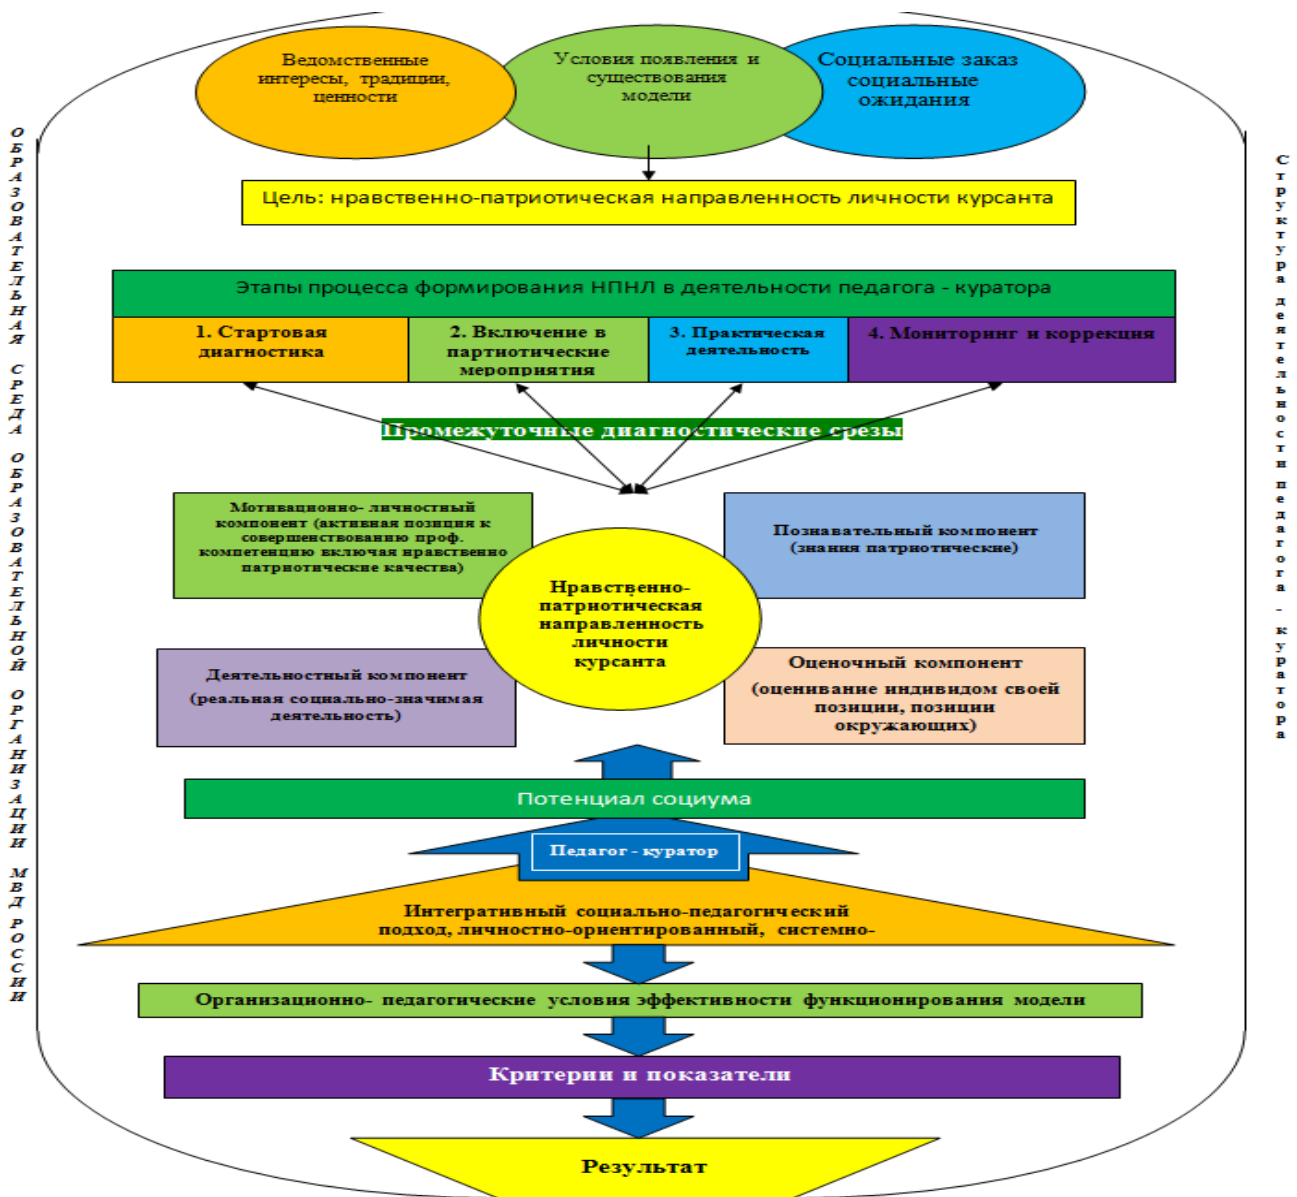 Ведомственные
интересы, традиции,
ценности
Условия появления и
существования
модели
Социальные заказ
социальные
ожидания
ОБРАЗОВАТЕЛЬНАЯ СРЕДА ОБРАЗОВАТЕЛЬНОЙ ОРГАНИЗАЦИИ МВД РОССИИ
Структура деятельности педагога - куратора
Цель: нравственно-патриотическая направленность личности курсанта
Этапы процесса формирования НПНЛ в деятельности педагога - куратора
1. Стартовая
диагностика
2. Включение в
партиотические
мероприятия
3. Практическая
деятельность
4. Мониторинг и коррекция
Промежуточные диагностические срезы
Мотивационно- личностный
компонент (активная позиция к
совершенствованию проф.
компетенцию включая нравственно
патриотические качества)
Познавательный компонент
(знания патриотические)
Нравственно-
патриотическая
направленность
личности
курсанта
Деятельностный компонент
(реальная социально-значимая
деятельность)
Оценочный компонент
(оценивание индивидом своей
позиции, позиции
окружающих)
Потенциал социума
Педагог - куратор
Интегративный социально-педагогический
подход, личностно-ориентированный, системно-
Организационно- педагогические условия эффективности функционирования модели
Критерии и показатели
Результат